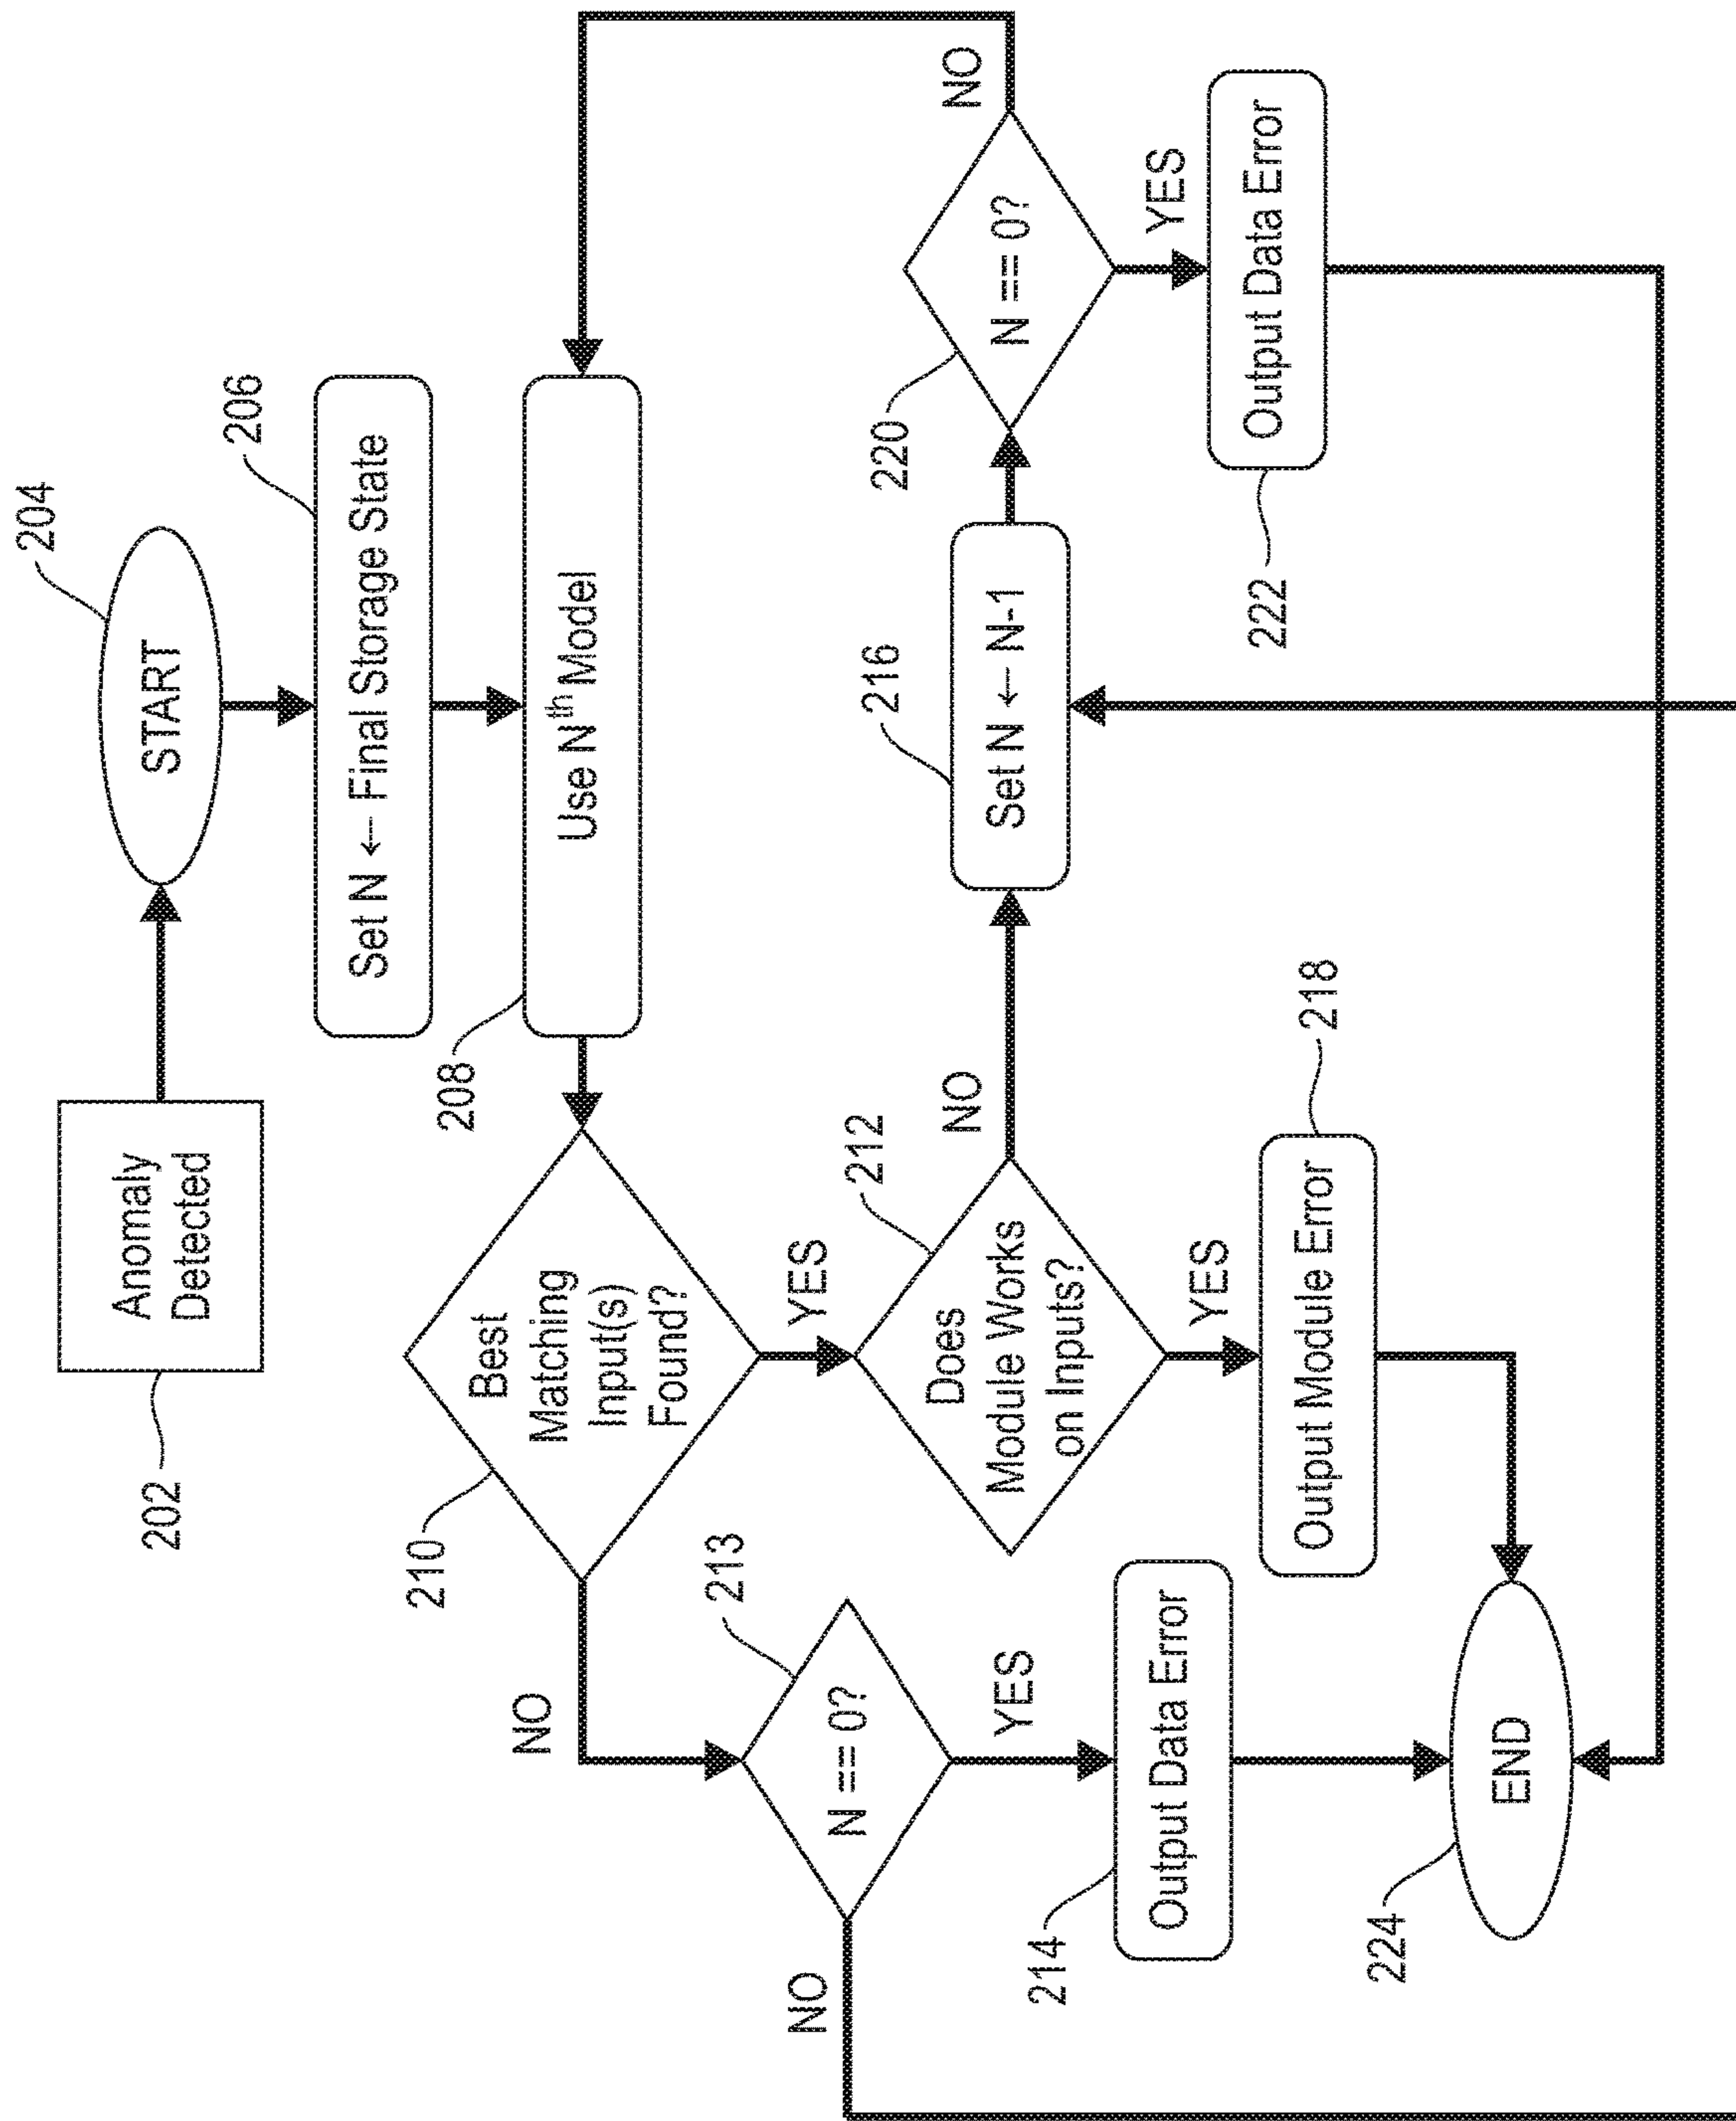 202
Anomaly
Detected
START
204
Set N ← Final Storage State
206
208
Use Nth Model
210
Best
Matching
Input(s)
Found?
NO
YES
213
N == 0?
NO
YES
212
Does
Module Works
on Inputs?
NO
YES
216
Set N ← N-1
220
N == 0?
NO
YES
214
Output Data Error
Output Module Error
218
222
Output Data Error
224
END